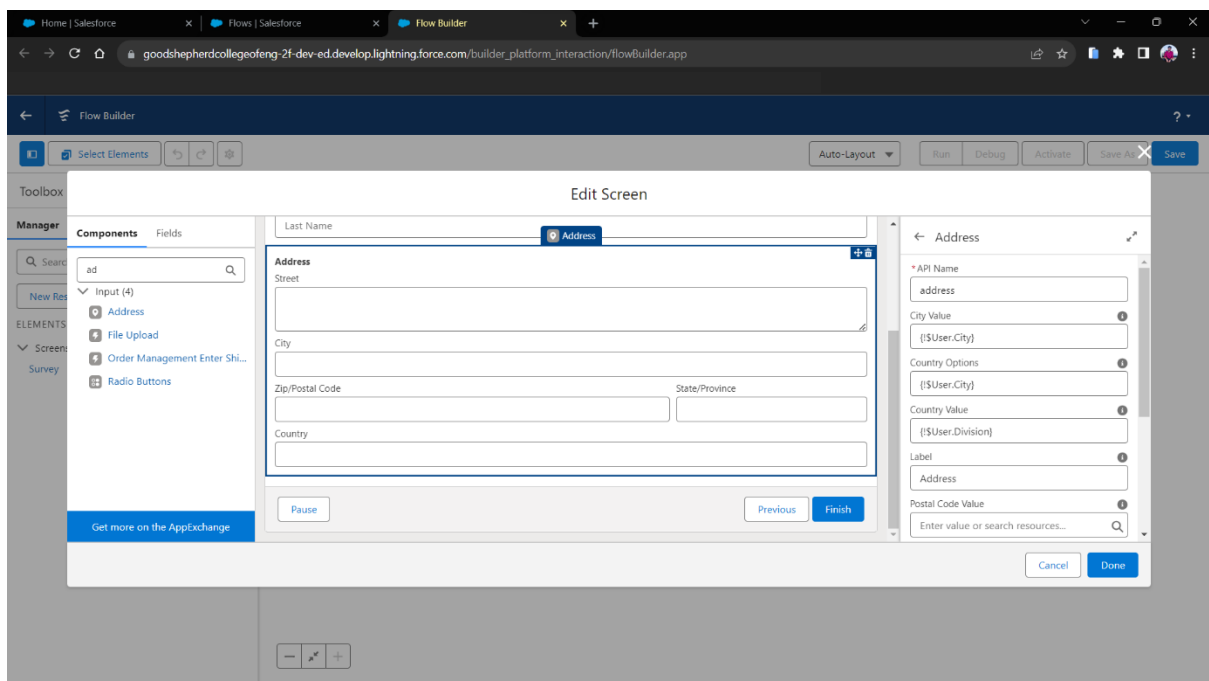 Home | Salesforce
Flows | Salesforce
Flow Builder
goodshepherdcollegeofeng-2f-dev-ed.develop.lightning.force.com/builder_platform_interaction/flowBuilder.app
Flow Builder
?
Select Elements
Auto-Layout
Run
Debug
Activate
Save As
Save
Toolbox
Edit Screen
Manager
Components
Fields
Searc
ad
New Res
Input (4)
Address
File Upload
Order Management Enter Shi...
Radio Buttons
ELEMENTS
Screens
Survey
Get more on the AppExchange
Last Name
Address
Address
Street
City
Zip/Postal Code
State/Province
Country
Pause
Previous
Finish
Address
* API Name
address
City Value
{!$User.City}
Country Options
{!$User.City}
Country Value
{!$User.Division}
Label
Address
Postal Code Value
Enter value or search resources...
Cancel
Done